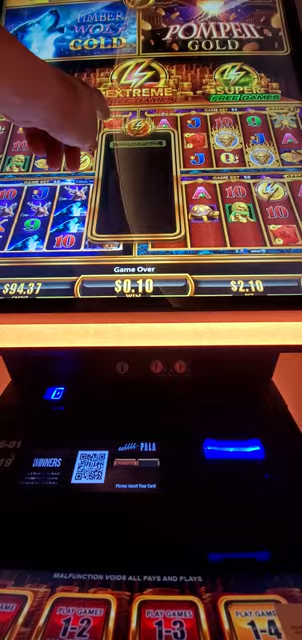 TIMBER
WOLF
GOLD
POMPEII
GOLD
EXTREME
FREE GAMES
SUPER
FREE GAMES
Game Over
$94.37
$0.10
WIN
$2.10
WINNERS
PALA
Please Insert Your Card
MALFUNCTION VOIDS ALL PAYS AND PLAYS
PLAY GAMES
1-2
PLAY GAMES
1-3
PLAY GAMES
1-4